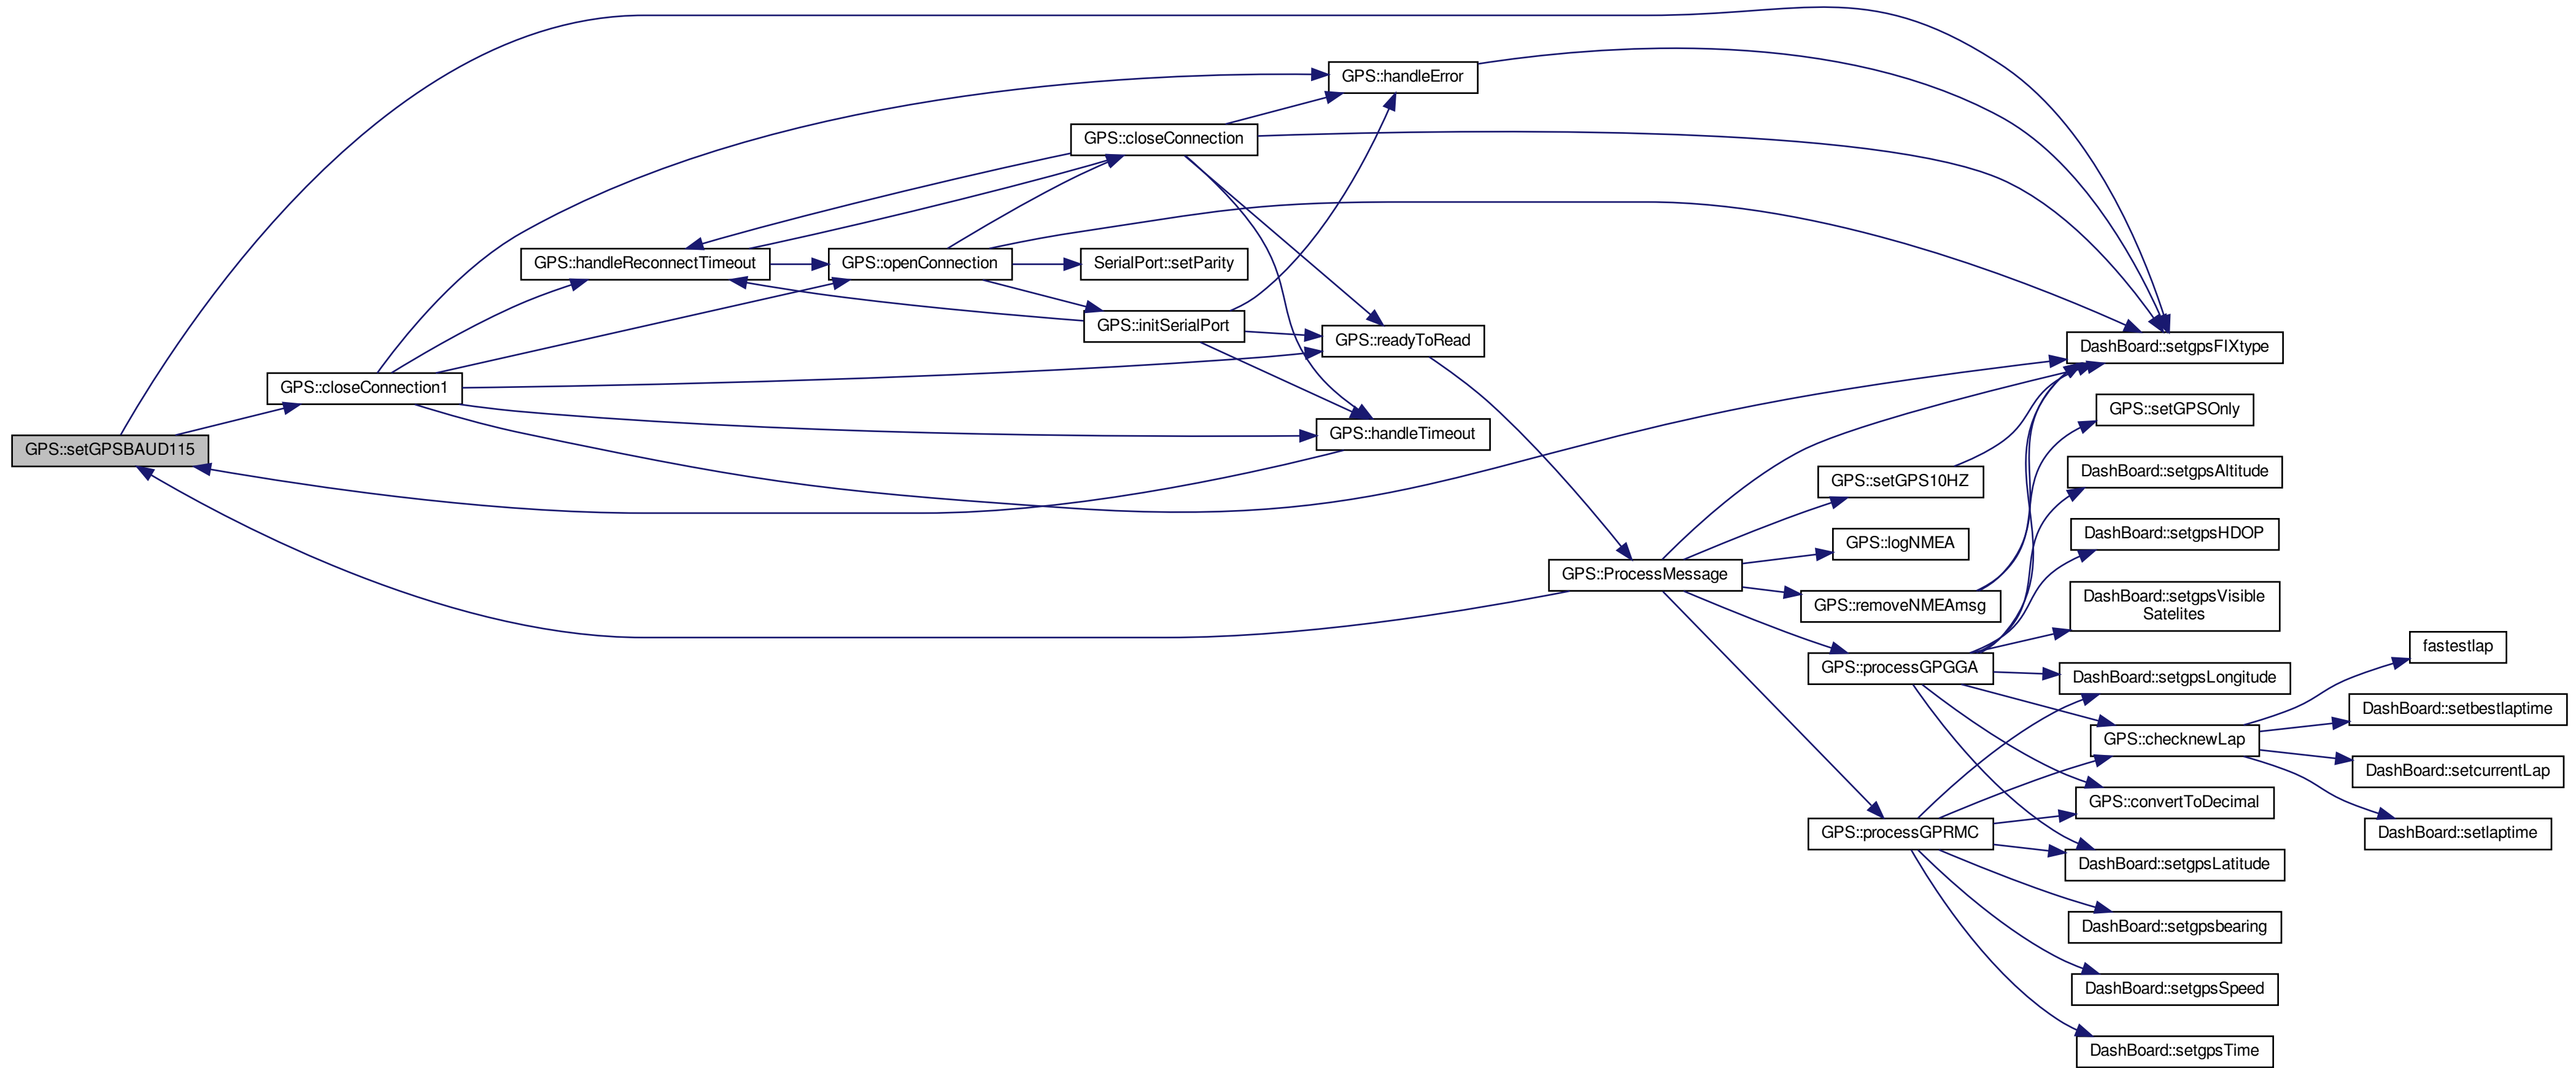 GPS::handleError
GPS::closeConnection
GPS::handleReconnectTimeout
GPS::openConnection
SerialPort::setParity
GPS::initSerialPort
GPS::readyToRead
DashBoard::setgpsFIXtype
GPS::closeConnection1
GPS::setGPSOnly
GPS::handleTimeout
GPS::setGPSBAUD115
DashBoard::setgpsAltitude
GPS::setGPS10HZ
DashBoard::setgpsHDOP
GPS::logNMEA
GPS::ProcessMessage
DashBoard::setgpsVisible
Satelites
GPS::removeNMEAmsg
fastestlap
GPS::processGPGGA
DashBoard::setgpsLongitude
DashBoard::setbestlaptime
GPS::checknewLap
DashBoard::setcurrentLap
GPS::convertToDecimal
GPS::processGPRMC
DashBoard::setlaptime
DashBoard::setgpsLatitude
DashBoard::setgpsbearing
DashBoard::setgpsSpeed
DashBoard::setgpsTime